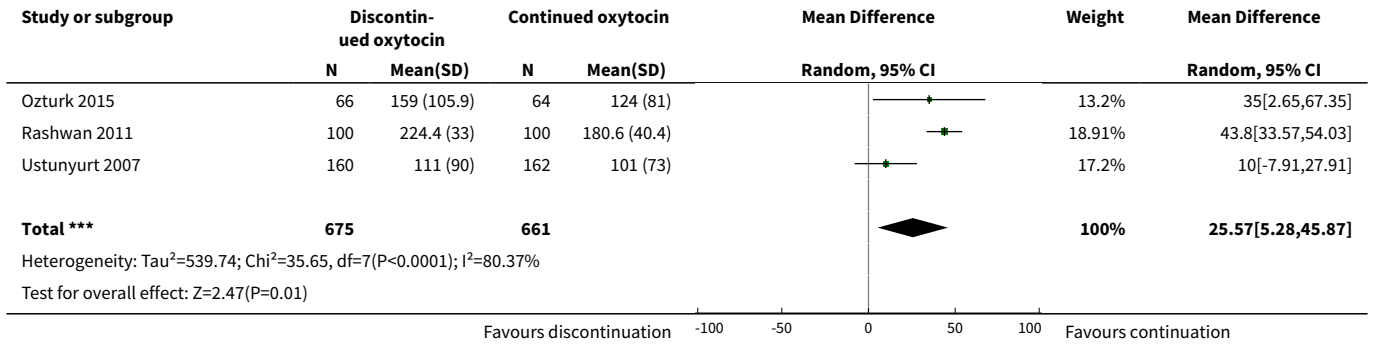 Study or subgroup Discontin- Continued oxytocin Mean Difference Weight Mean Difference
ued oxytocin
N Mean(SD) N Mean(SD) Random, 95% CI Random, 95% CI
Ozturk 2015 66 159 (105.9) 64 124 (81) 13.2% 35[2.65,67.35]
Rashwan 2011 100 224.4 (33) 100 180.6 (40.4) 18.91% 43.8[33.57,54.03]
Ustunyurt 2007 160 111 (90) 162 101 (73) 17.2% 10[-7.91,27.91]
Total *** 675 661 100% 25.57[5.28,45.87]
Heterogeneity: Tau²=539.74; Chi²=35.65, df=7(P<0.0001); I²=80.37%
Test for overall effect: Z=2.47(P=0.01)
Favours discontinuation -100 -50 0 50 100 Favours continuation